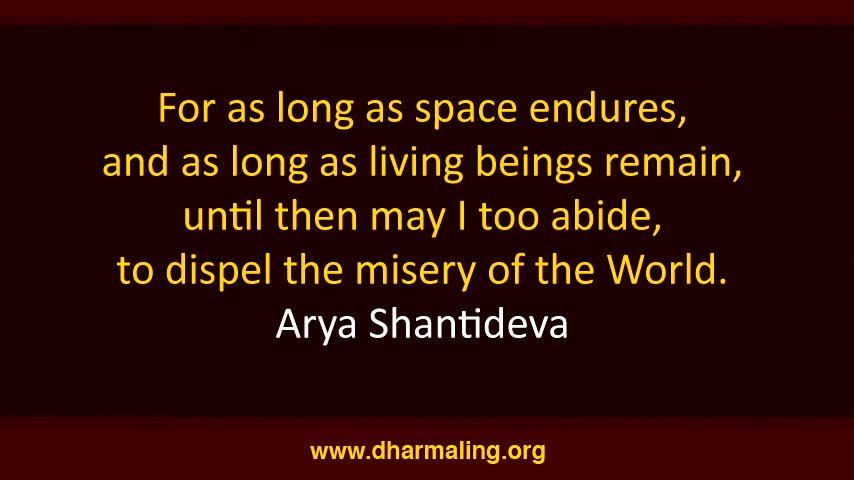 For as long as space endures,
and as long as living beings remain,
until then may I too abide,
to dispel the misery of the World.
Arya Shantideva
www.dharmaling.org